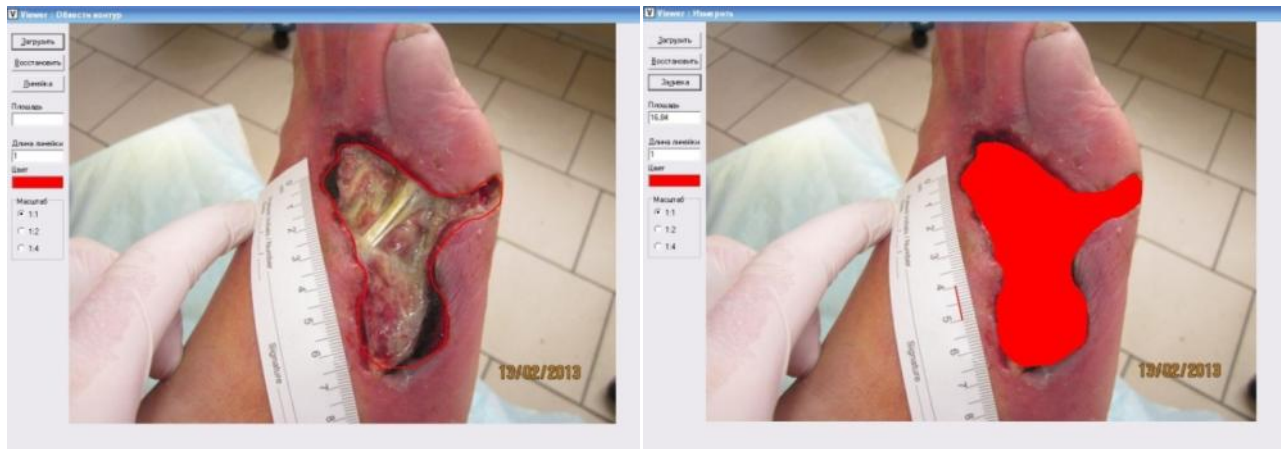 Viewer : Обвести контур
Загрузить
Восстановить
Линейка
Площадь
Длина линейки
1
Цвет
Масштаб
1:1
1:2
1:4
Signature
13/02/2013
Viewer : Измерить
Загрузить
Восстановить
Заливка
Площадь
16.84
Длина линейки
1
Цвет
Масштаб
1:1
1:2
1:4
Signature
13/02/2013